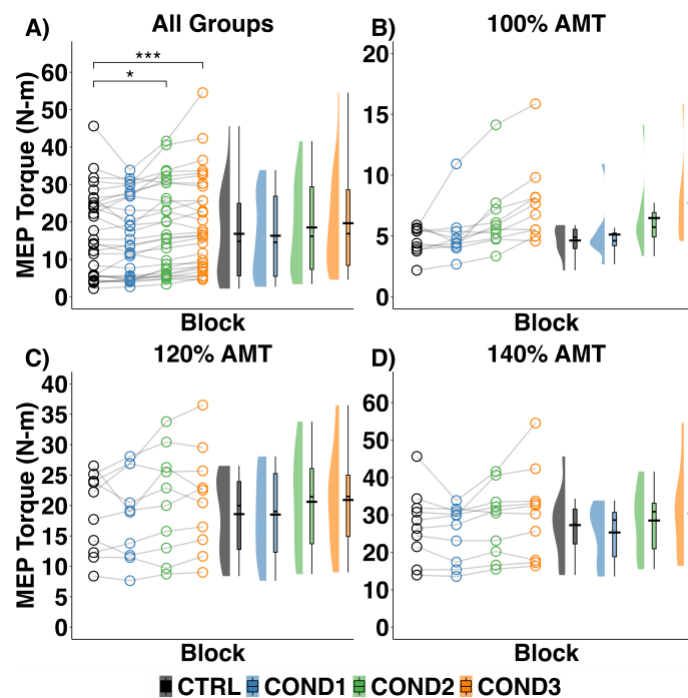 A) All Groups
MEP Torque (N-m)
60
50
40
30
20
10
0
***
*
Block
B) 100% AMT
20
15
10
5
0
Block
C) 120% AMT
MEP Torque (N-m)
40
35
30
25
20
15
10
5
0
Block
D) 140% AMT
60
50
40
30
20
10
0
Block
CTRL COND1 COND2 COND3